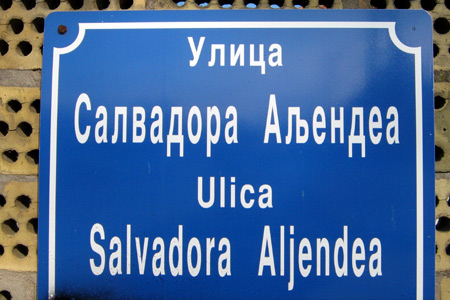 Улица
Салвадора Аљендеа
Ulica
Salvadora Aljendea